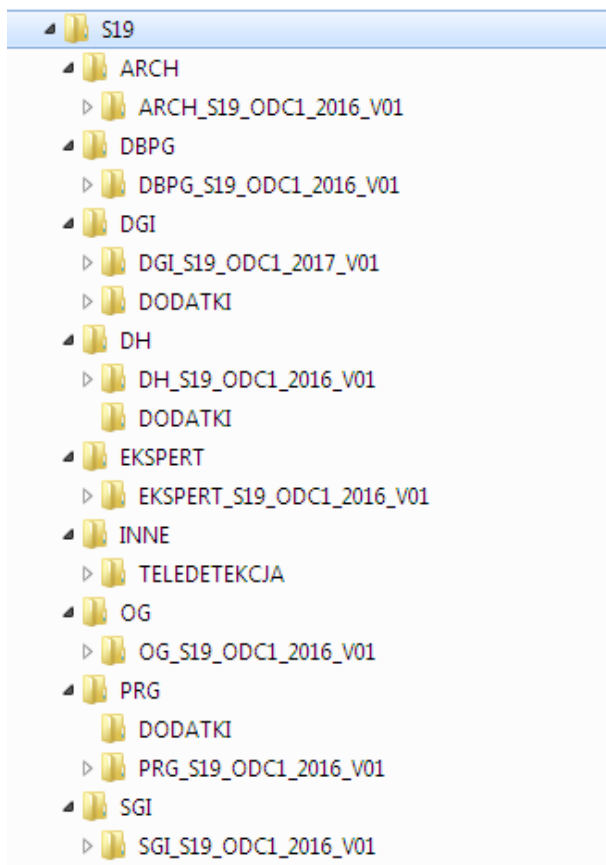 S19
ARCH
ARCH_S19_ODC1_2016_V01
DBPG
DBPG_S19_ODC1_2016_V01
DGI
DGI_S19_ODC1_2017_V01
DODATKI
DH
DH_S19_ODC1_2016_V01
DODATKI
EKSPERT
EKSPERT_S19_ODC1_2016_V01
INNE
TELEDETEKCJA
OG
OG_S19_ODC1_2016_V01
PRG
DODATKI
PRG_S19_ODC1_2016_V01
SGI
SGI_S19_ODC1_2016_V01